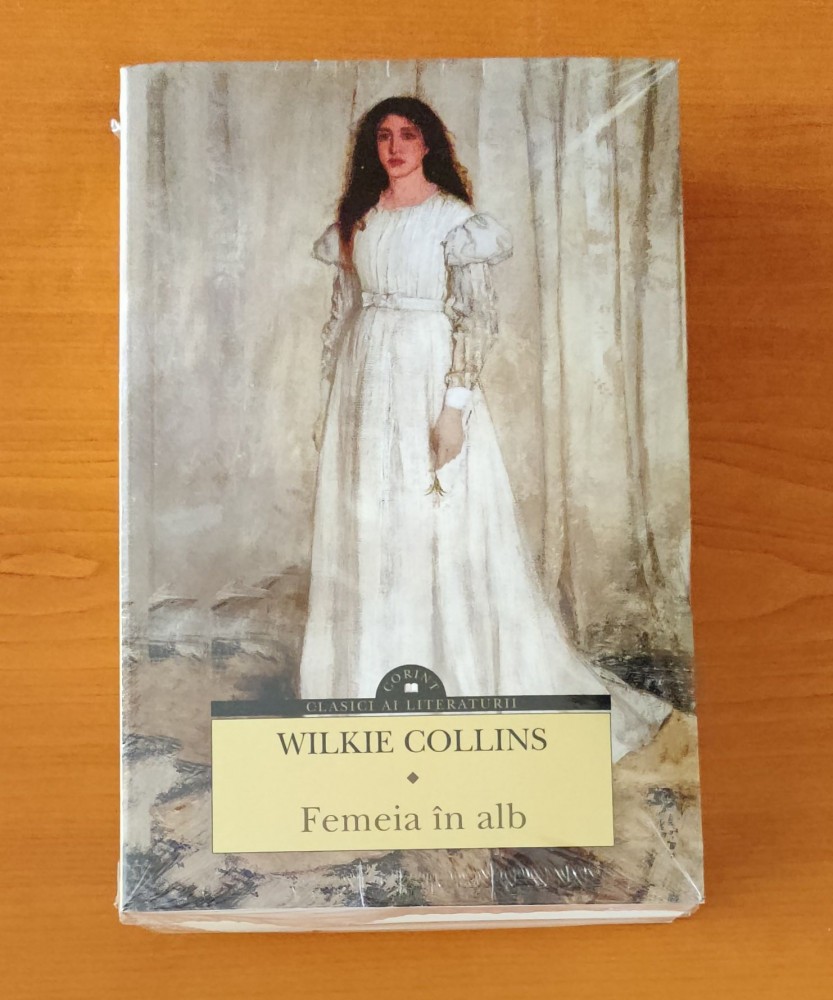 CORINT
CLASICI AI LITERATURII
WILKIE COLLINS
Femeia în alb